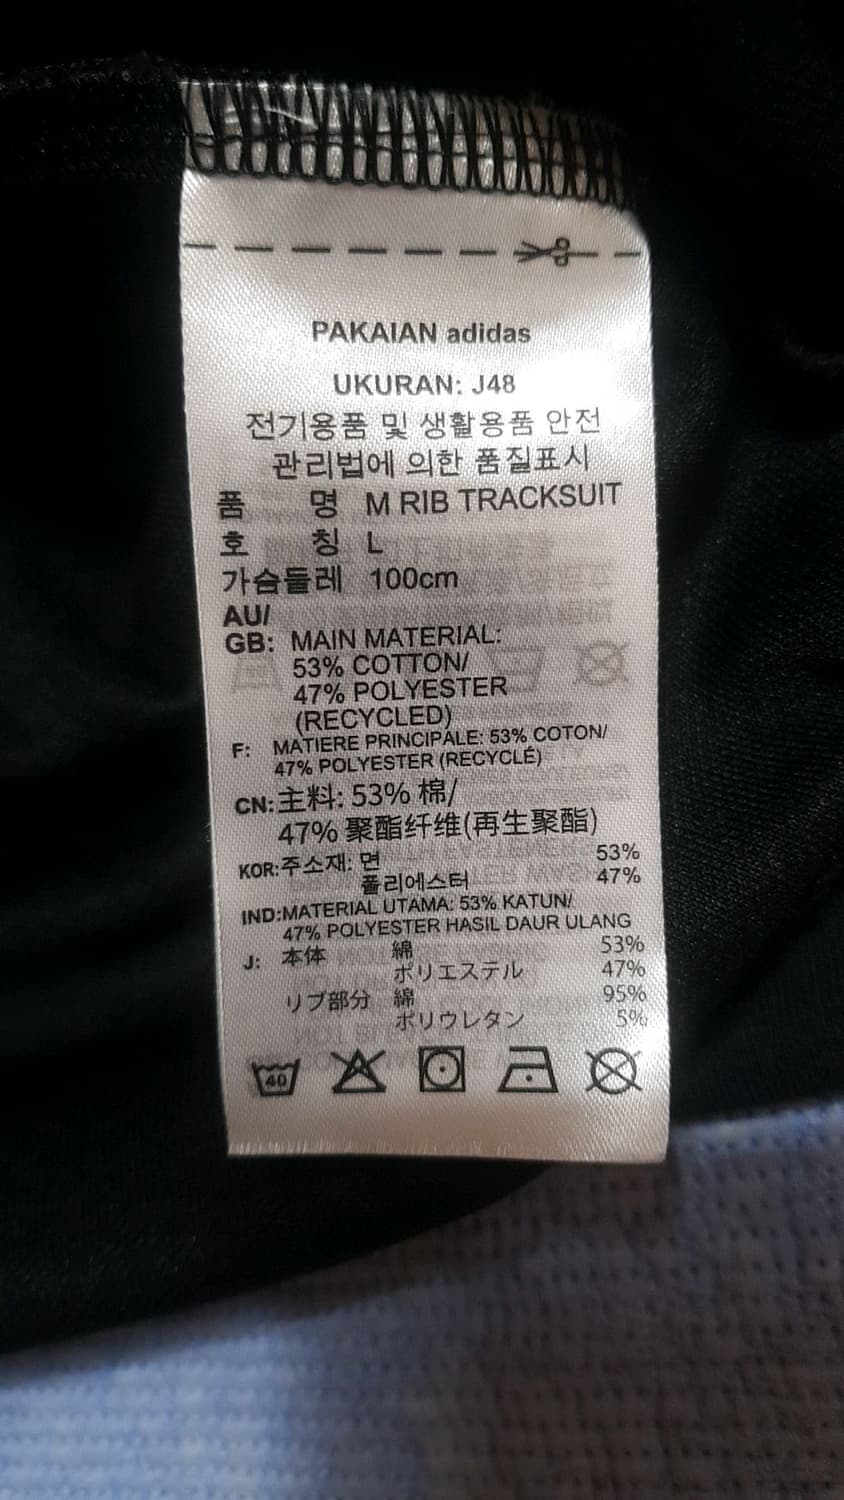 PAKAIAN adidas
UKURAN: J48
전기용품 및 생활용품 안전
관리법에 의한 품질표시
품 명 M RIB TRACKSUIT
호 칭 L
가슴둘레 100cm
AU/
GB: MAIN MATERIAL:
53% COTTON/
47% POLYESTER
(RECYCLED)
F: MATIERE PRINCIPALE: 53% COTON/
47% POLYESTER (RECYCLÉ)
CN: 主料: 53% 棉/
47% 聚酯纤维(再生聚酯)
KOR: 주소재: 면 53%
폴리에스터 47%
IND: MATERIAL UTAMA: 53% KATUN/
47% POLYESTER HASIL DAUR ULANG
J: 本体 綿 53%
ポリエステル 47%
リブ部分 綿 95%
ポリウレタン 5%
40